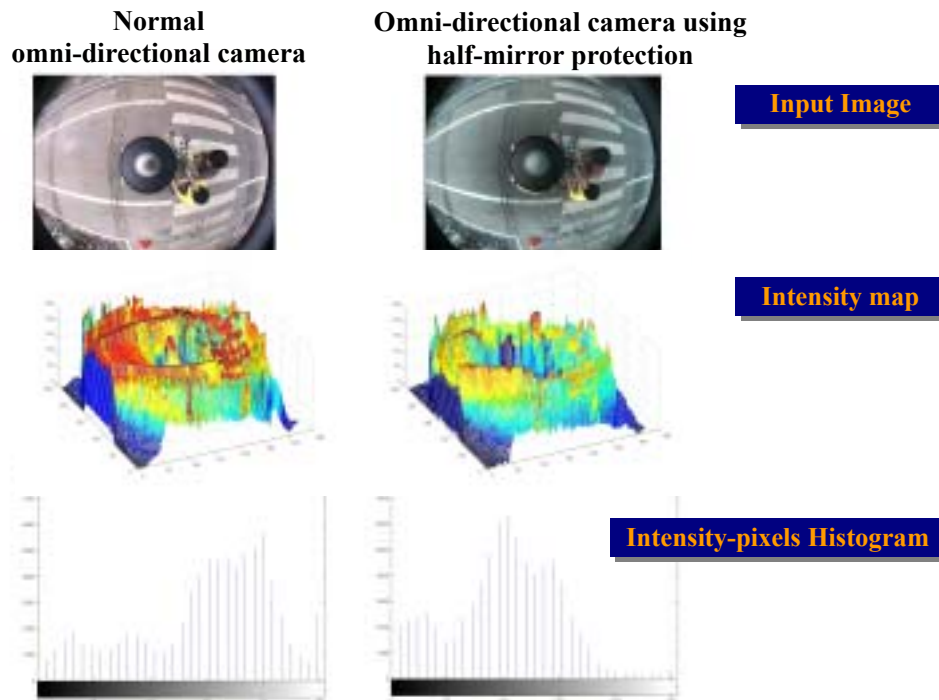 Normal
omni-directional camera
Omni-directional camera using
half-mirror protection
Input Image
Intensity map
Intensity-pixels Histogram